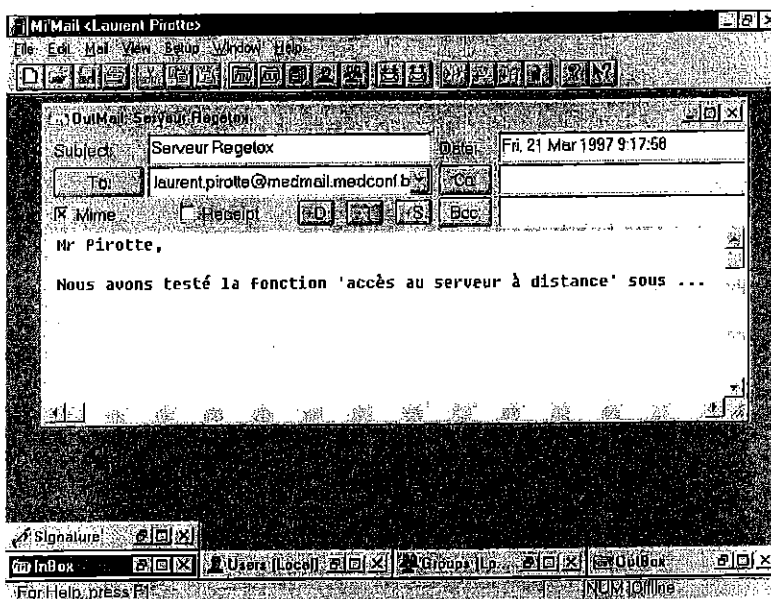 Mi'Mail <Laurent Pirotte>
File Edit Mail View Setup Window Help
OutMail: Serveur Regetox
Subject: Serveur Regetox Date: Fri, 21 Mar 1997 9:17:58
To: laurent.pirotte@medmail.medconf.b Cc:
Mime Receipt +D +S Bcc:
Mr Pirotte,
Nous avons testé la fonction 'accès au serveur à distance' sous ...
Signature
InBox Users (Local) Groups (Lo... OutBox
For Help, press F1 NUM Offline